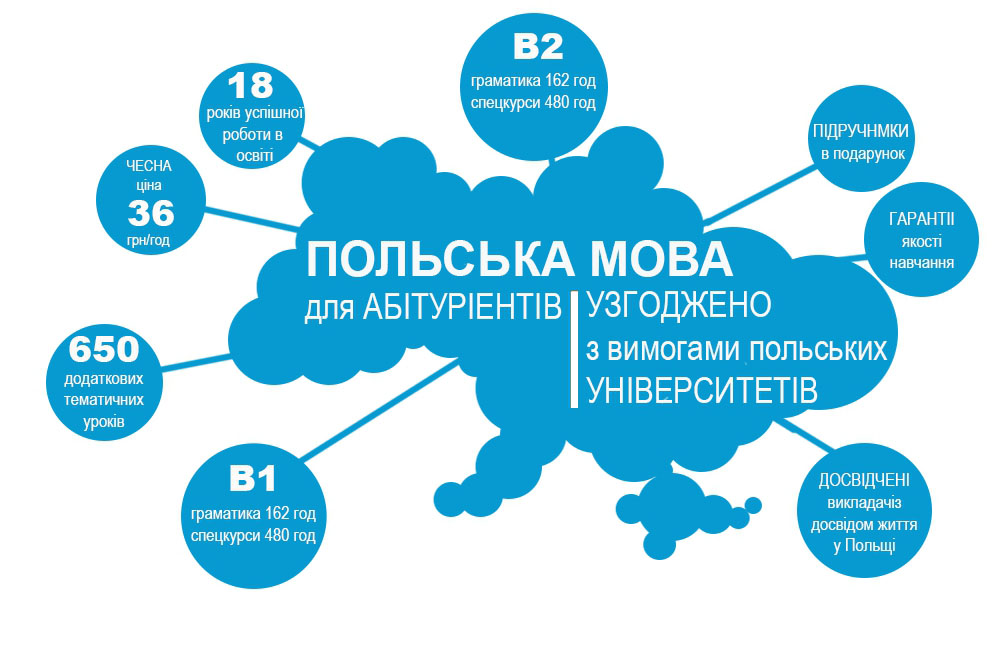 B2
граматика 162 год
спецкурси 480 год
18
років успішної
роботи в
освіті
ПІДРУЧНМКИ
в подарунок
ЧЕСНА
ціна
36
грн/год
ГАРАНТІІ
якості
навчання
ПОЛЬСЬКА МОВА
для АБІТУРІЕНТІВ
УЗГОДЖЕНО
з вимогами польських
УНІВЕРСИТЕТІВ
650
додаткових
тематичних
уроків
B1
граматика 162 год
спецкурси 480 год
ДОСВІДЧЕНІ
викладачіз
досвідом життя
у Польщі